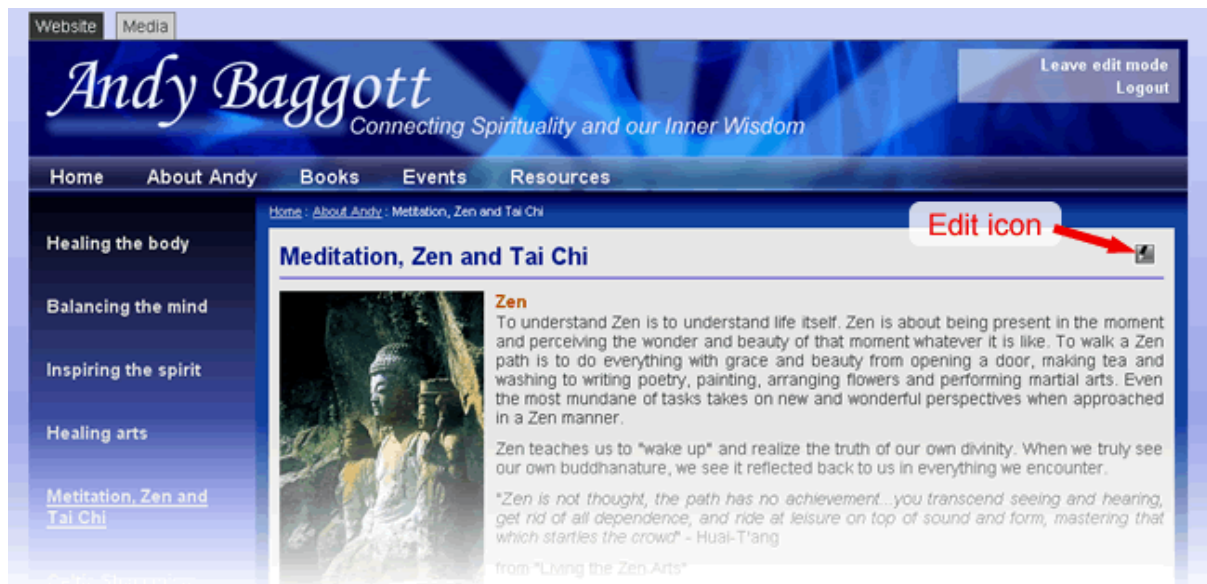 Website Media
Andy Baggott
Connecting Spirituality and our Inner Wisdom
Leave edit mode
Logout
Home About Andy Books Events Resources
Home : About Andy : Mettation, Zen and Tai Chi
Edit icon
Healing the body
Balancing the mind
Inspiring the spirit
Healing arts
Metitation, Zen and
Tai Chi
Meditation, Zen and Tai Chi
Zen
To understand Zen is to understand life itself. Zen is about being present in the moment
and perceiving the wonder and beauty of that moment whatever it is like. To walk a Zen
path is to do everything with grace and beauty from opening a door, making tea and
washing to writing poetry, painting, arranging flowers and performing martial arts. Even
the most mundane of tasks takes on new and wonderful perspectives when approached
in a Zen manner.
Zen teaches us to "wake up" and realize the truth of our own divinity. When we truly see
our own buddhanature, we see it reflected back to us in everything we encounter.
"Zen is not thought, the path has no achievement...you transcend seeing and hearing,
get rid of all dependence, and ride at leisure on top of sound and form, mastering that
which startles the crowd" - Huai-T'ang
from "Living the Zen Arts"